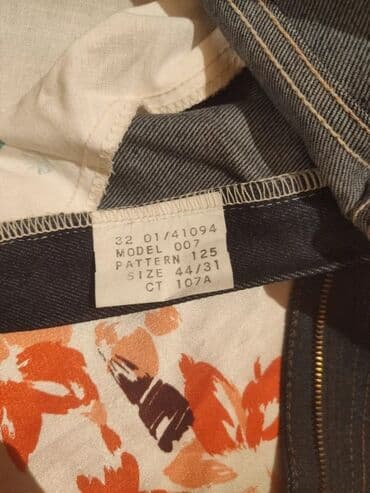 32 01/41094
MODEL 007
PATTERN 125
SIZE 44/31
CT 107A